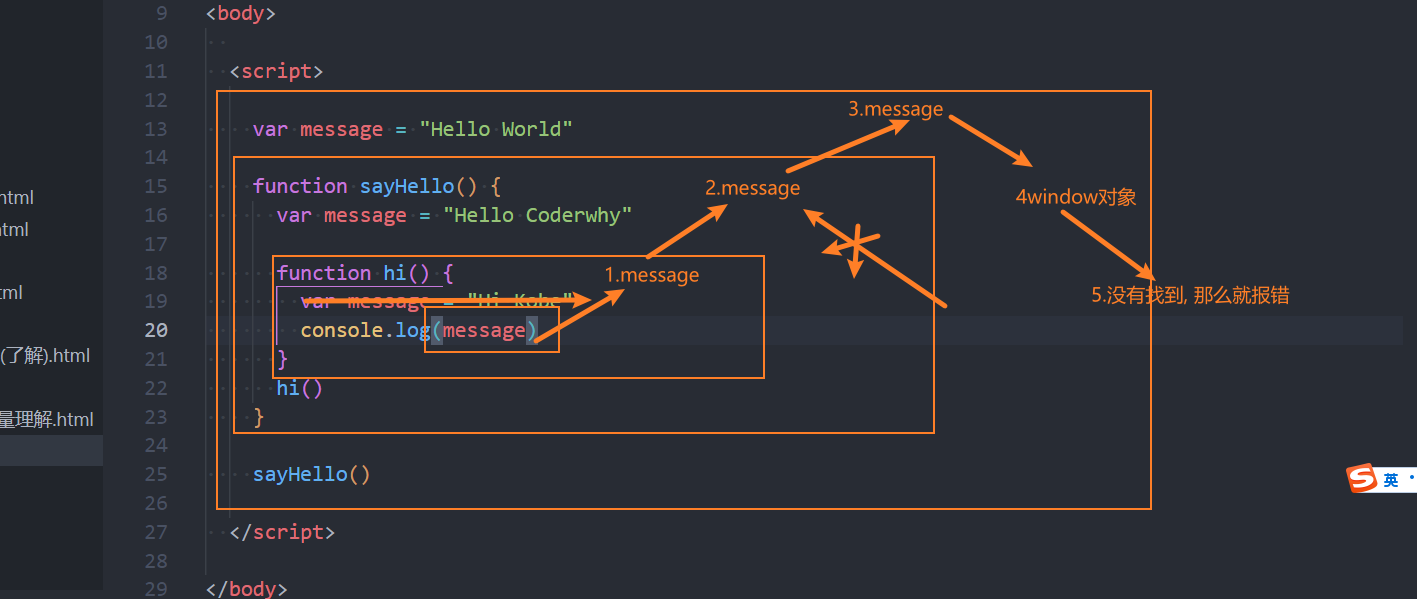 9 <body>
10
11 <script>
12
3.message
13 var message = "Hello World"
14
15 function sayHello() {
2.message
4window对象
html
16 var message = "Hello Coderwhy"
html
17
18 function hi() {
1.message
19 var message = "Hi Kobe"
tml
5.没有找到, 那么就报错
20 console.log(message)
21 }
(了解).html
22 hi()
23 }
量理解.html
24
25 sayHello()
英
26
27 </script>
28
29 </body>